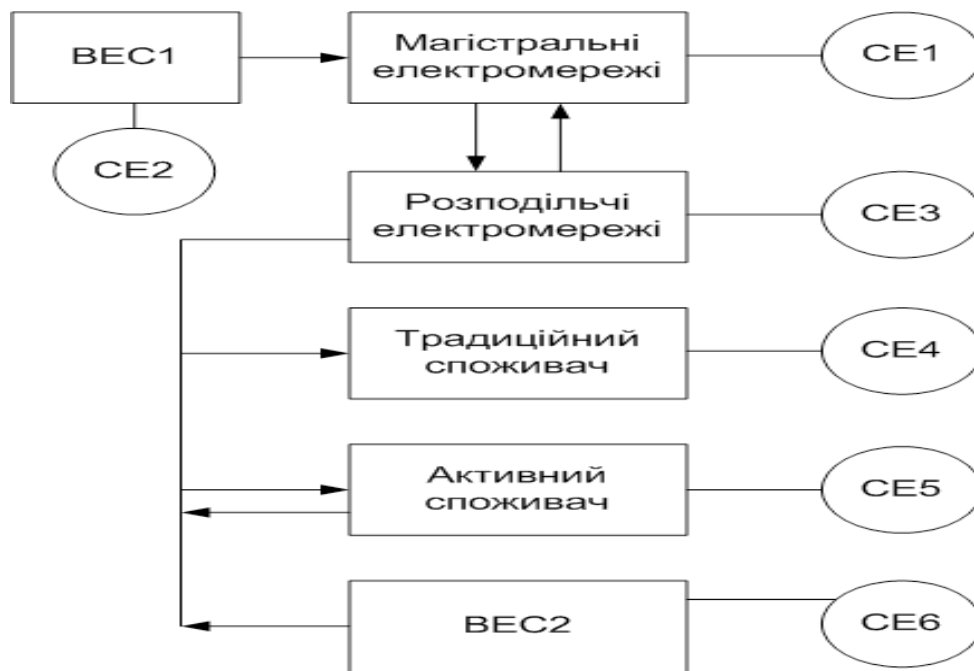 ВЕС1
Магістральні
електромережі
СЕ1
СЕ2
Розподільчі
електромережі
СЕ3
Традиційний
споживач
СЕ4
Активний
споживач
СЕ5
ВЕС2
СЕ6